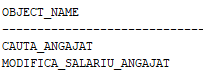 OBJECT_NAME
------------------------------
CAUTA_ANGAJAT
MODIFICA_SALARIU_ANGAJAT